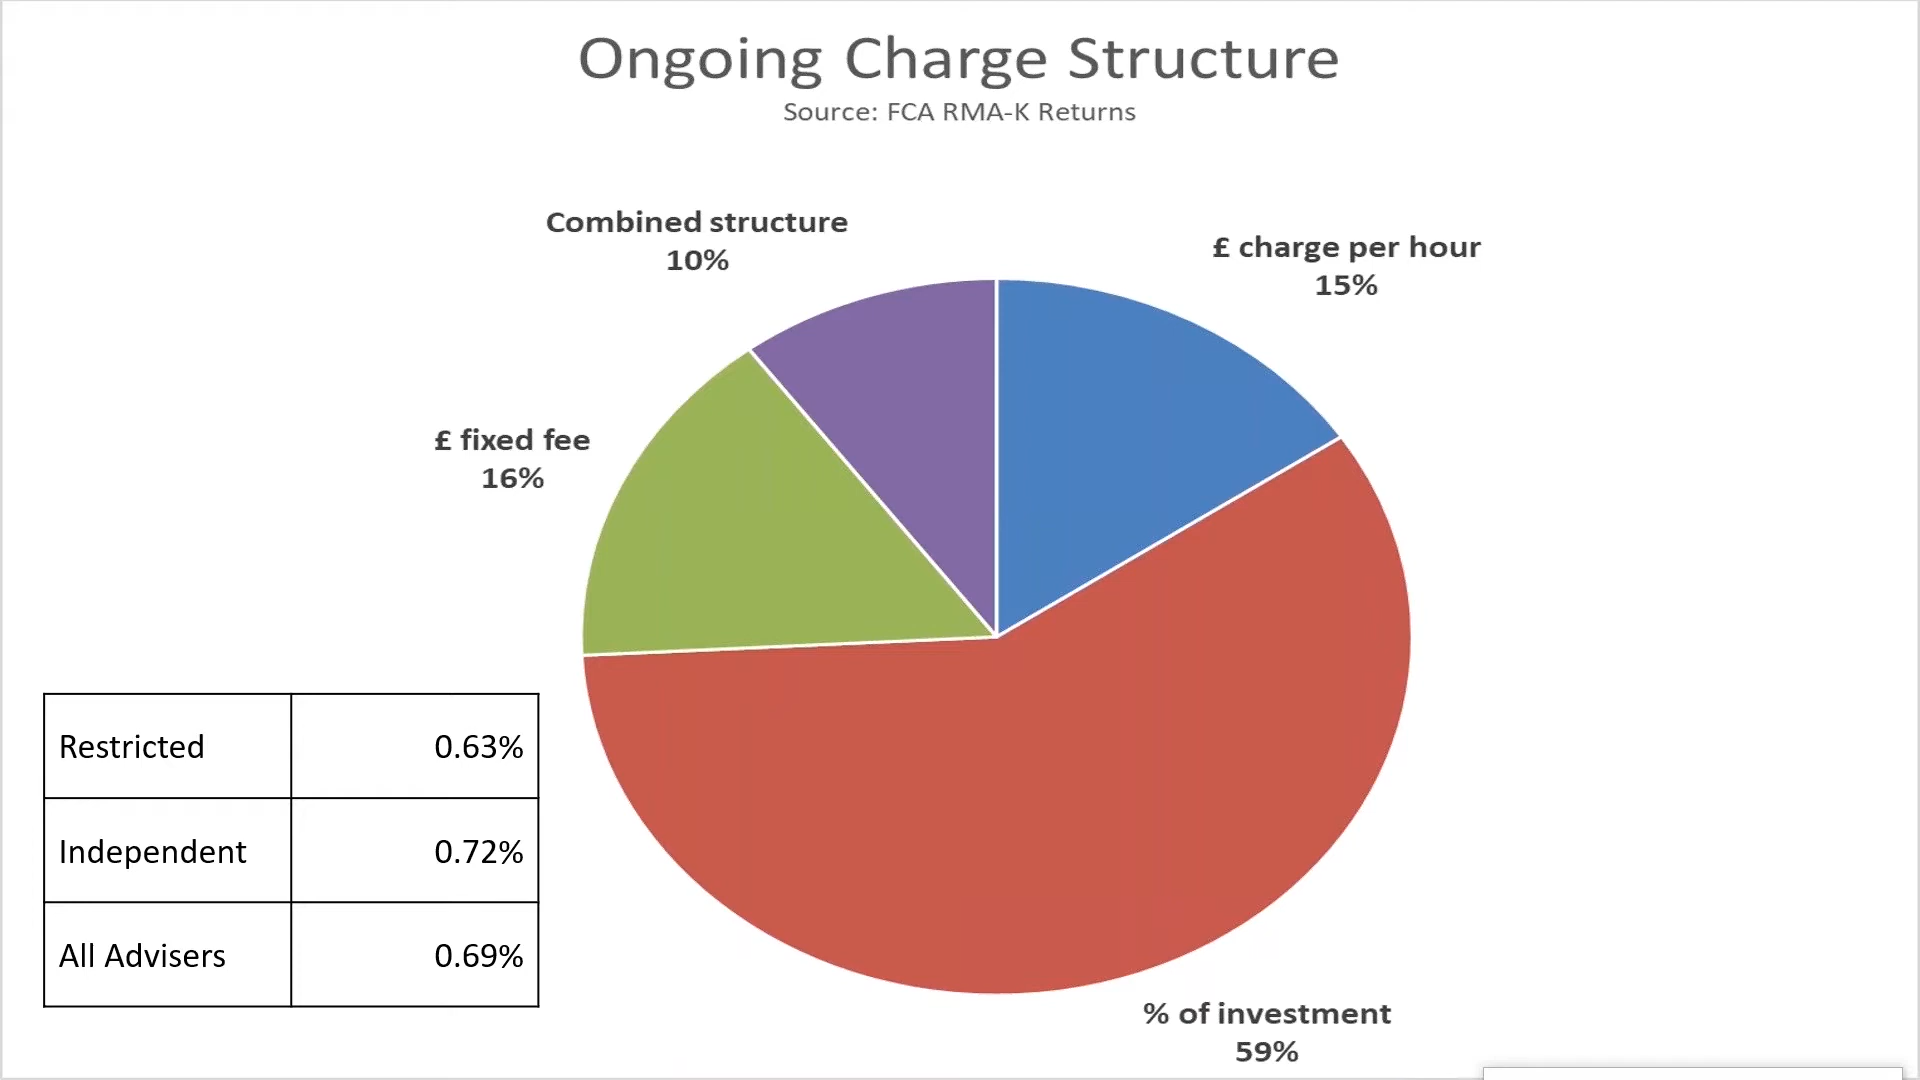 Ongoing Charge Structure
Source: FCA RMA-K Returns
Combined structure
10%
£ charge per hour
15%
£ fixed fee
16%
Restricted 0.63%
Independent 0.72%
All Advisers 0.69%
% of investment
59%